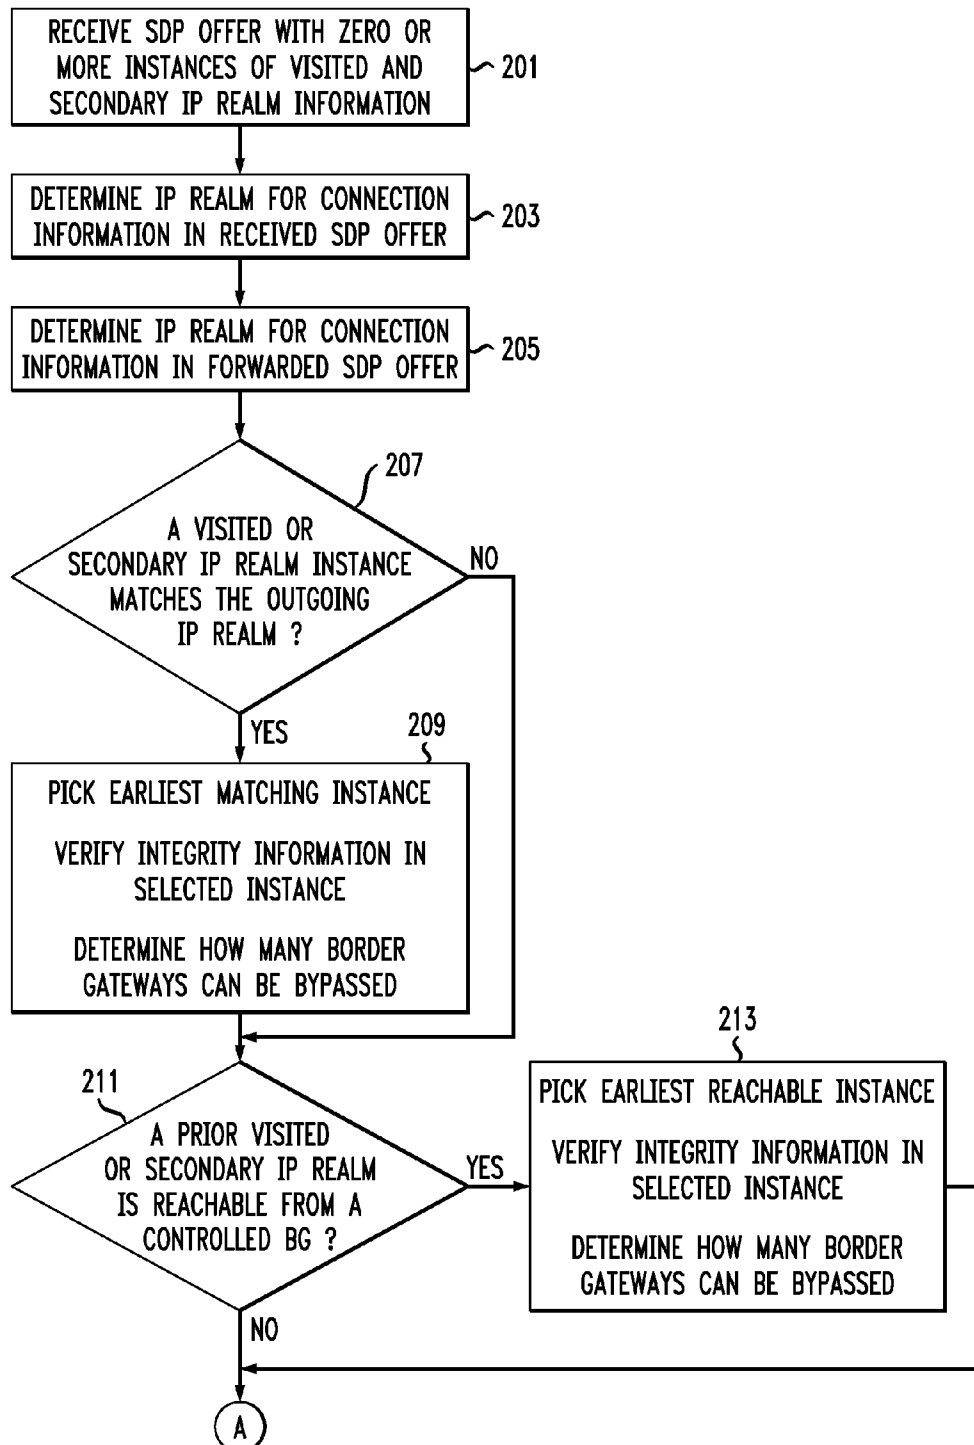 RECEIVE SDP OFFER WITH ZERO OR
MORE INSTANCES OF VISITED AND
SECONDARY IP REALM INFORMATION
201
DETERMINE IP REALM FOR CONNECTION
INFORMATION IN RECEIVED SDP OFFER
203
DETERMINE IP REALM FOR CONNECTION
INFORMATION IN FORWARDED SDP OFFER
205
207
A VISITED OR
SECONDARY IP REALM INSTANCE
MATCHES THE OUTGOING
IP REALM ?
NO
YES
209
PICK EARLIEST MATCHING INSTANCE
VERIFY INTEGRITY INFORMATION IN
SELECTED INSTANCE
DETERMINE HOW MANY BORDER
GATEWAYS CAN BE BYPASSED
211
A PRIOR VISITED
OR SECONDARY IP REALM
IS REACHABLE FROM A
CONTROLLED BG ?
YES
NO
213
PICK EARLIEST REACHABLE INSTANCE
VERIFY INTEGRITY INFORMATION IN
SELECTED INSTANCE
DETERMINE HOW MANY BORDER
GATEWAYS CAN BE BYPASSED
A